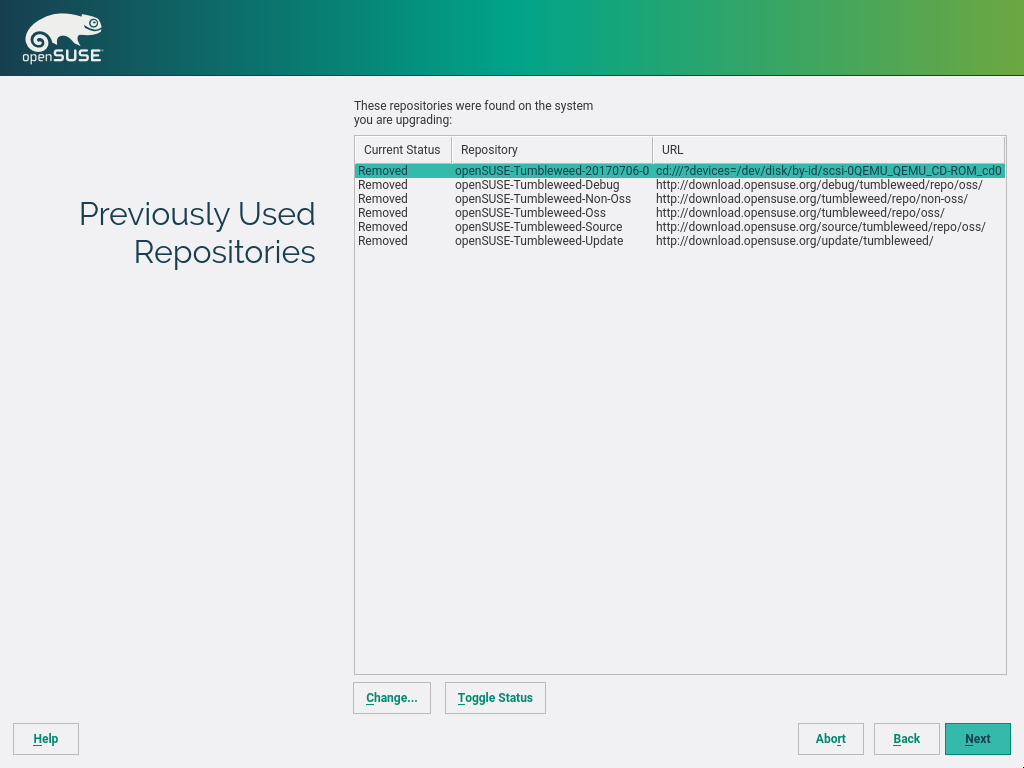 openSUSE
These repositories were found on the system
you are upgrading:
Previously Used
Repositories
Current Status Repository URL
Removed openSUSE-Tumbleweed-20170706-0 cd:///?devices=/dev/disk/by-id/scsi-0QEMU_QEMU_CD-ROM_cd0
Removed openSUSE-Tumbleweed-Debug http://download.opensuse.org/debug/tumbleweed/repo/oss/
Removed openSUSE-Tumbleweed-Non-Oss http://download.opensuse.org/tumbleweed/repo/non-oss/
Removed openSUSE-Tumbleweed-Oss http://download.opensuse.org/tumbleweed/repo/oss/
Removed openSUSE-Tumbleweed-Source http://download.opensuse.org/source/tumbleweed/repo/oss/
Removed openSUSE-Tumbleweed-Update http://download.opensuse.org/update/tumbleweed/
Change... Toggle Status
Help Abort Back Next